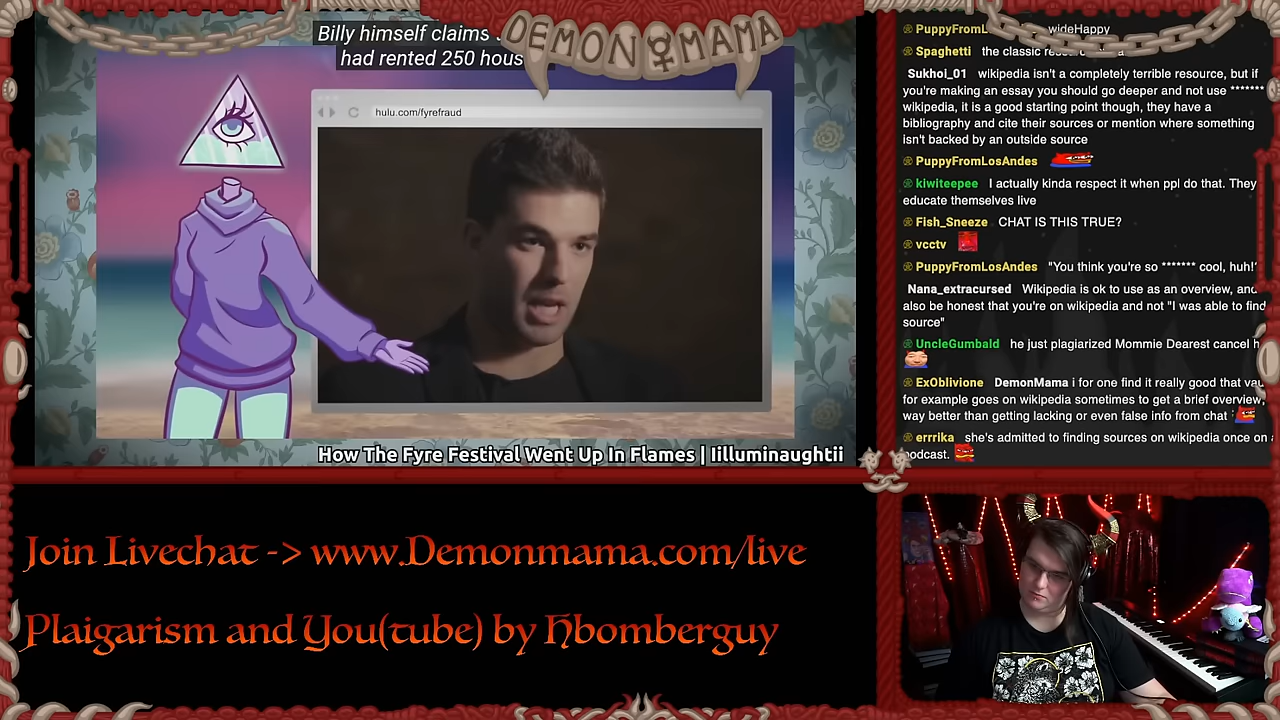 Billy himself claims
had rented 250 hous
DEMON MAMA
hulu.com/fyrefraud
How The Fyre Festival Went Up In Flames | Iilluminaughtii
PuppyFromL wideHappy
Spaghetti the classic
Sukhoi_01 wikipedia isn't a completely terrible resource, but if
you're making an essay you should go deeper and not use *******
wikipedia, it is a good starting point though, they have a
bibliography and cite their sources or mention where something
isn't backed by an outside source
PuppyFromLosAndes
kiwiteepee I actually kinda respect it when ppl do that. They
educate themselves live
Fish_Sneeze CHAT IS THIS TRUE?
vcctv
PuppyFromLosAndes "You think you're so ******* cool, huh!'
Nana_extracursed Wikipedia is ok to use as an overview, and
also be honest that you're on wikipedia and not "I was able to find
source"
UncleGumbald he just plagiarized Mommie Dearest cancel h
ExOblivione DemonMama i for one find it really good that vau
for example goes on wikipedia sometimes to get a brief overview,
way better than getting lacking or even false info from chat
errrika she's admitted to finding sources on wikipedia once on
podcast.
Join Livechat -> www.Demonmama.com/live
Plaigarism and You(tube) by Hbomberguy